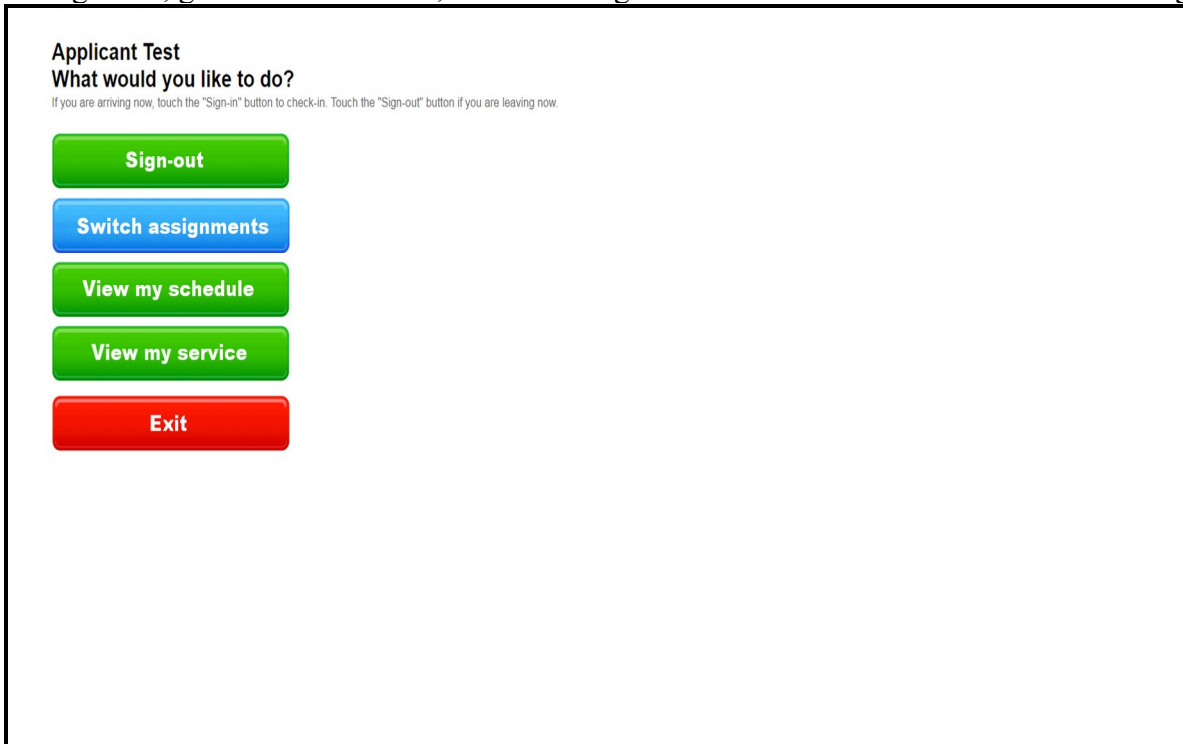 Applicant Test
What would you like to do?
If you are arriving now, touch the "Sign-in" button to check-in. Touch the "Sign-out" button if you are leaving now.
Sign-out
Switch assignments
View my schedule
View my service
Exit